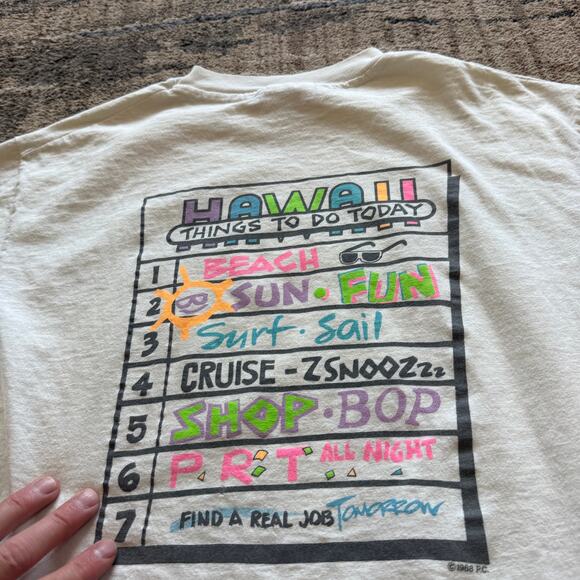 HAWAII
THINGS TO DO TODAY
1 BEACH
2 SUN • FUN
3 Surf • Sail
4 CRUISE - ZSNOOZzz
5 SHOP • BOP
6 P.R.T ALL NIGHT
7 FIND A REAL JOB TOMORROW
© 1988 P.C.